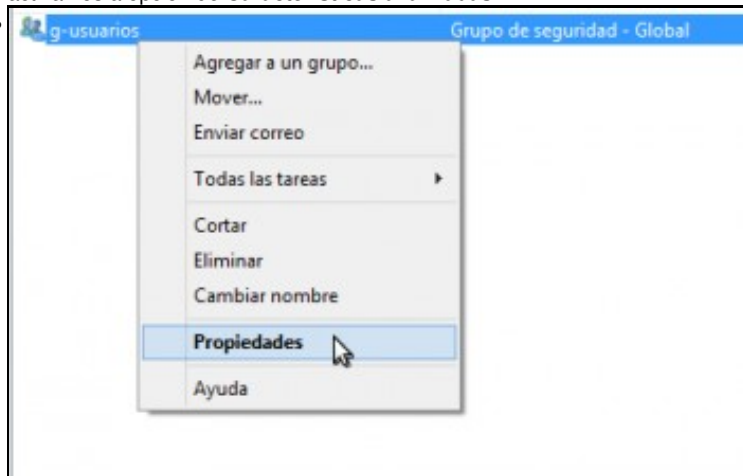 g-usuarios Grupo de seguridad - Global
Agregar a un grupo...
Mover...
Enviar correo
Todas las tareas
Cortar
Eliminar
Cambiar nombre
Propiedades
Ayuda